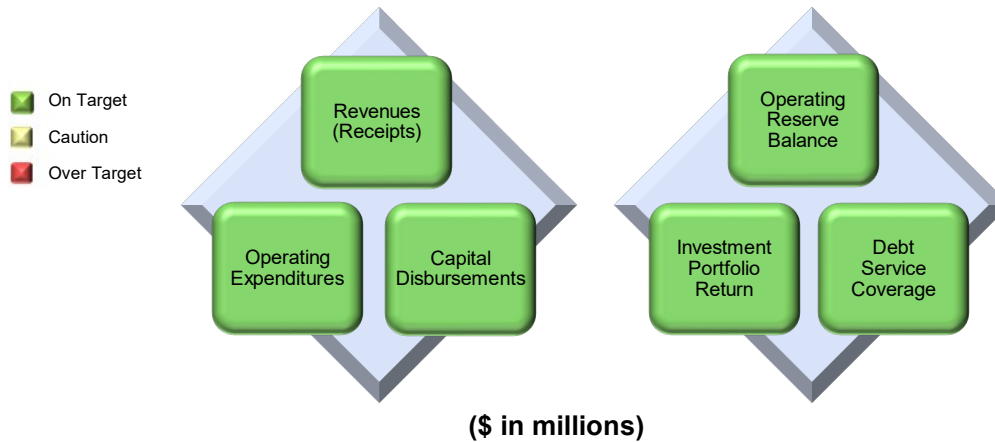 On Target
Caution
Over Target
Revenues
(Receipts)
Operating
Expenditures
Capital
Disbursements
Operating
Reserve
Balance
Investment
Portfolio
Return
Debt
Service
Coverage
($ in millions)